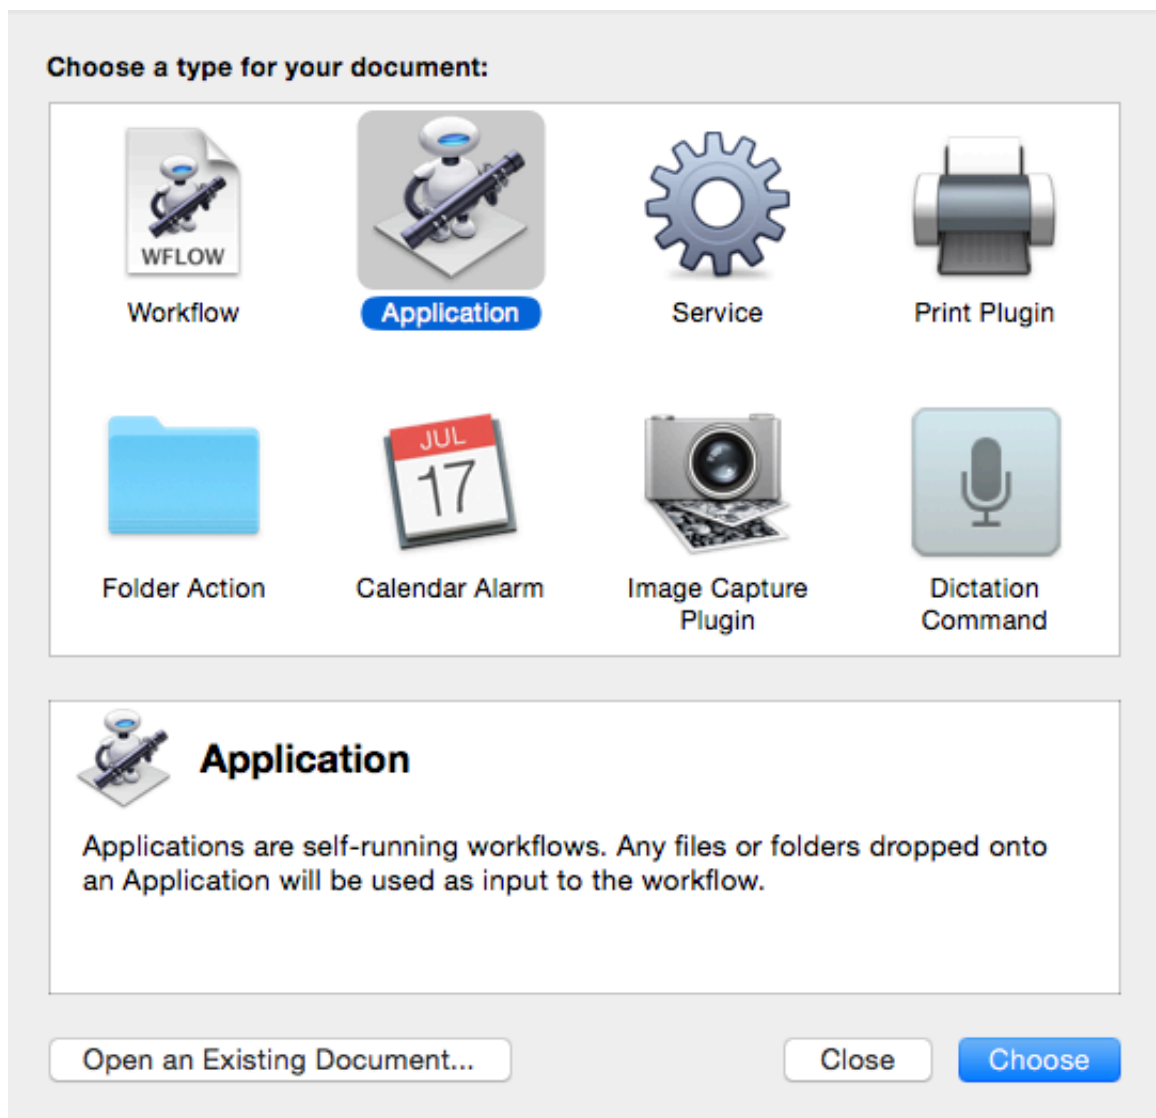 Choose a type for your document:
WFLOW
Workflow
Application
Service
Print Plugin
JUL
17
Folder Action
Calendar Alarm
Image Capture
Plugin
Dictation
Command
Application
Applications are self-running workflows. Any files or folders dropped onto
an Application will be used as input to the workflow.
Open an Existing Document...
Close
Choose